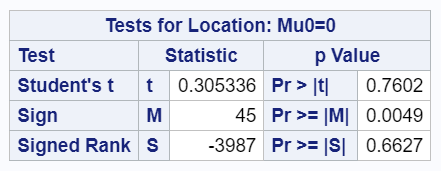 Tests for Location: Mu0=0
Test Statistic p Value
Student's t t 0.305336 Pr > |t| 0.7602
Sign M 45 Pr >= |M| 0.0049
Signed Rank S -3987 Pr >= |S| 0.6627